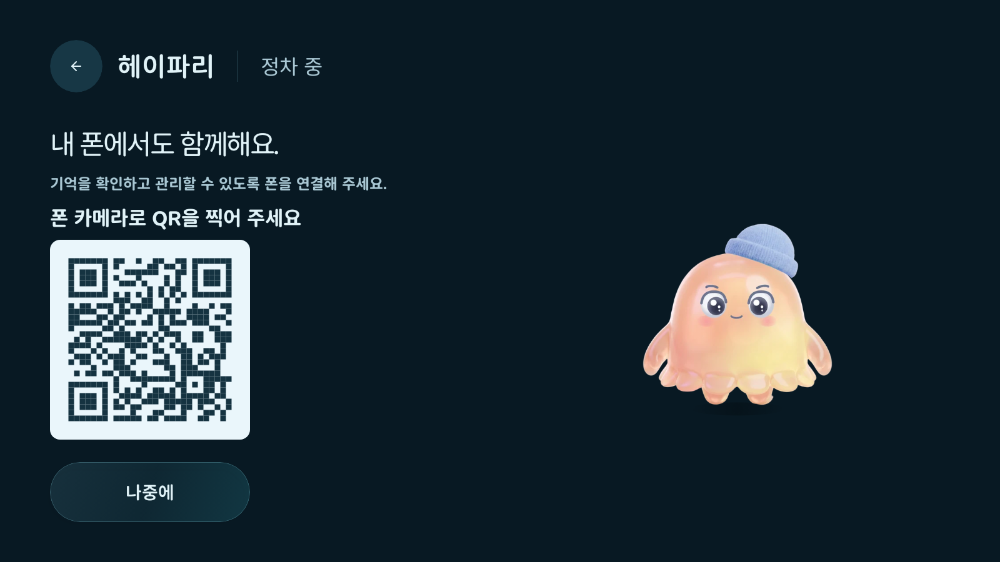 헤이파리
정차 중
내 폰에서도 함께해요.
기억을 확인하고 관리할 수 있도록 폰을 연결해 주세요.
폰 카메라로 QR을 찍어 주세요
나중에